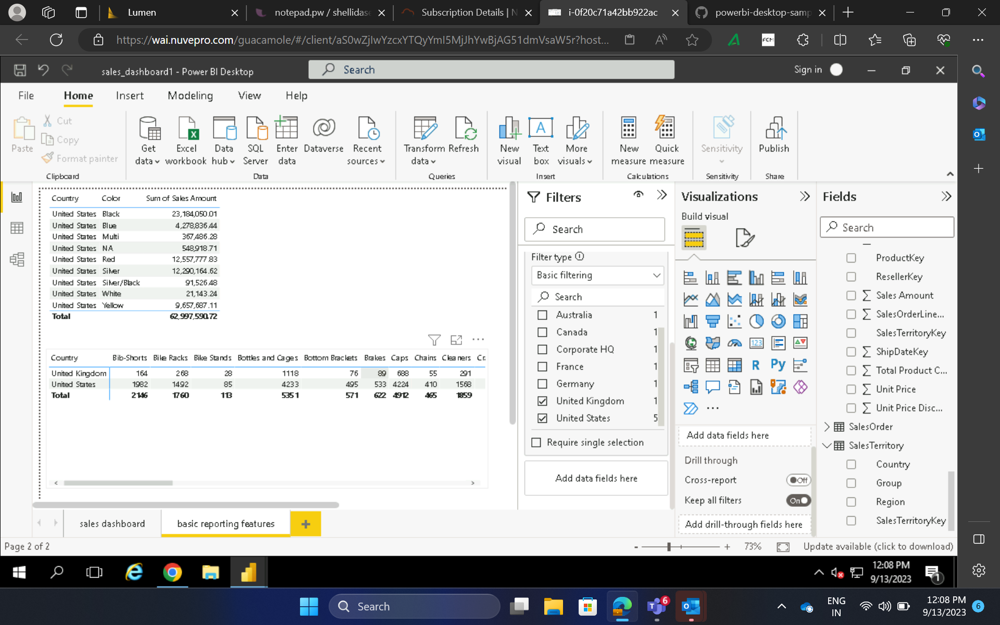 Lumen
notepad.pw / shellidase
Subscription Details | N
i-0f20c71a42bb922ac
powerbi-desktop-samp
https://wai.nuvepro.com/guacamole/#/client/aS0wZjIwYzcxYTQyYmI5MjJhYwBjAG51dmVsaW5r?host...
FCM
sales_dashboard1 - Power BI Desktop
Search
Sign in
File Home Insert Modeling View Help
Paste
Cut
Copy
Format painter
Clipboard
Get data
Excel workbook
Data hub
SQL Server
Enter data
Dataverse
Recent sources
Data
Transform data
Refresh
Queries
New visual
Text box
More visuals
Insert
New measure
Quick measure
Calculations
Sensitivity
Sensitivity
Publish
Share
Country Color Sum of Sales Amount
United States Black 23,184,050.01
United States Blue 4,278,836.44
United States Multi 367,486.28
United States NA 548,918.71
United States Red 12,557,777.83
United States Silver 12,290,164.62
United States Silver/Black 91,526.48
United States White 21,143.24
United States Yellow 9,657,687.11
Total 62,997,590.72
Country Bib-Shorts Bike Racks Bike Stands Bottles and Cages Bottom Brackets Brakes Caps Chains Cleaners Cr
United Kingdom 164 268 28 1118 76 89 688 55 291
United States 1982 1492 85 4233 495 533 4224 410 1568
Total 2146 1760 113 5351 571 622 4912 465 1859
Filters
Search
Filter type
Basic filtering
Search
Australia 1
Canada 1
Corporate HQ 1
France 1
Germany 1
United Kingdom 1
United States 5
Require single selection
Add data fields here
Visualizations
Build visual
123
R
Py
...
Add data fields here
Drill through
Cross-report Off
Keep all filters On
Add drill-through fields here
Fields
Search
ProductKey
ResellerKey
Sales Amount
SalesOrderLine...
SalesTerritoryKey
ShipDateKey
Total Product C...
Unit Price
Unit Price Disc...
SalesOrder
SalesTerritory
Country
Group
Region
SalesTerritoryKey
sales dashboard
basic reporting features
Page 2 of 2
- + 73%
Update available (click to download)
12:08 PM
9/13/2023
1
Search
6
ENG
IN
12:08 PM
9/13/2023
6